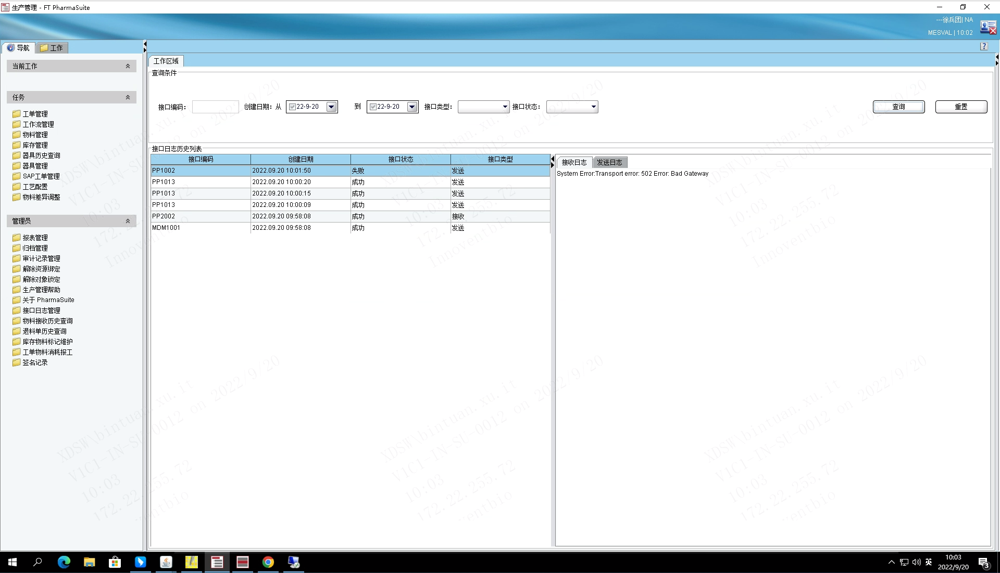 生产管理 - FT PharmaSuite
---徐兵团| NA
MESVAL | 10:02
导航
工作
当前工作
任务
工单管理
工作流管理
物料管理
库存管理
器具历史查询
器具管理
SAP工单管理
工艺配置
物料差异调整
管理员
报表管理
归档管理
审计记录管理
解除资源绑定
解除对象锁定
生产管理帮助
关于 PharmaSuite
接口日志管理
物料接收历史查询
退料单历史查询
库存物料标记维护
工单物料消耗报工
签名记录
工作区域
查询条件
接口编码: 创建日期: 从 22-9-20 到 22-9-20 接口类型: 接口状态: 查询 重置
接口日志历史列表
接口编码 创建日期 接口状态 接口类型
PP1002 2022.09.20 10:01:50 失败 发送
PP1013 2022.09.20 10:00:20 成功 发送
PP1013 2022.09.20 10:00:15 成功 发送
PP1013 2022.09.20 10:00:09 成功 发送
PP2002 2022.09.20 09:58:08 成功 接收
MDM1001 2022.09.20 09:58:08 成功 发送
接收日志 发送日志
System Error:Transport error: 502 Error: Bad Gateway
XDSW\bintuan.xu.it
V1C1-IN-SU-0012 on 2022/9/20
10:03
172.22.255.72
Innoventbio
英
10:03
2022/9/20
3